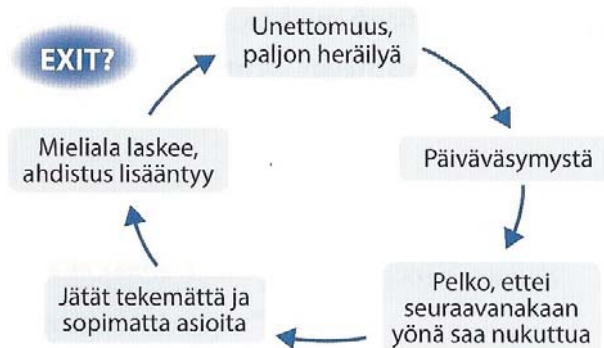 EXIT?
Unettomuus,
paljon heräilyä
Päiväväsymystä
Pelko, ettei
seuraavanakaan
yönä saa nukuttua
Jätät tekemättä ja
sopimatta asioita
Mieliala laskee,
ahdistus lisääntyy